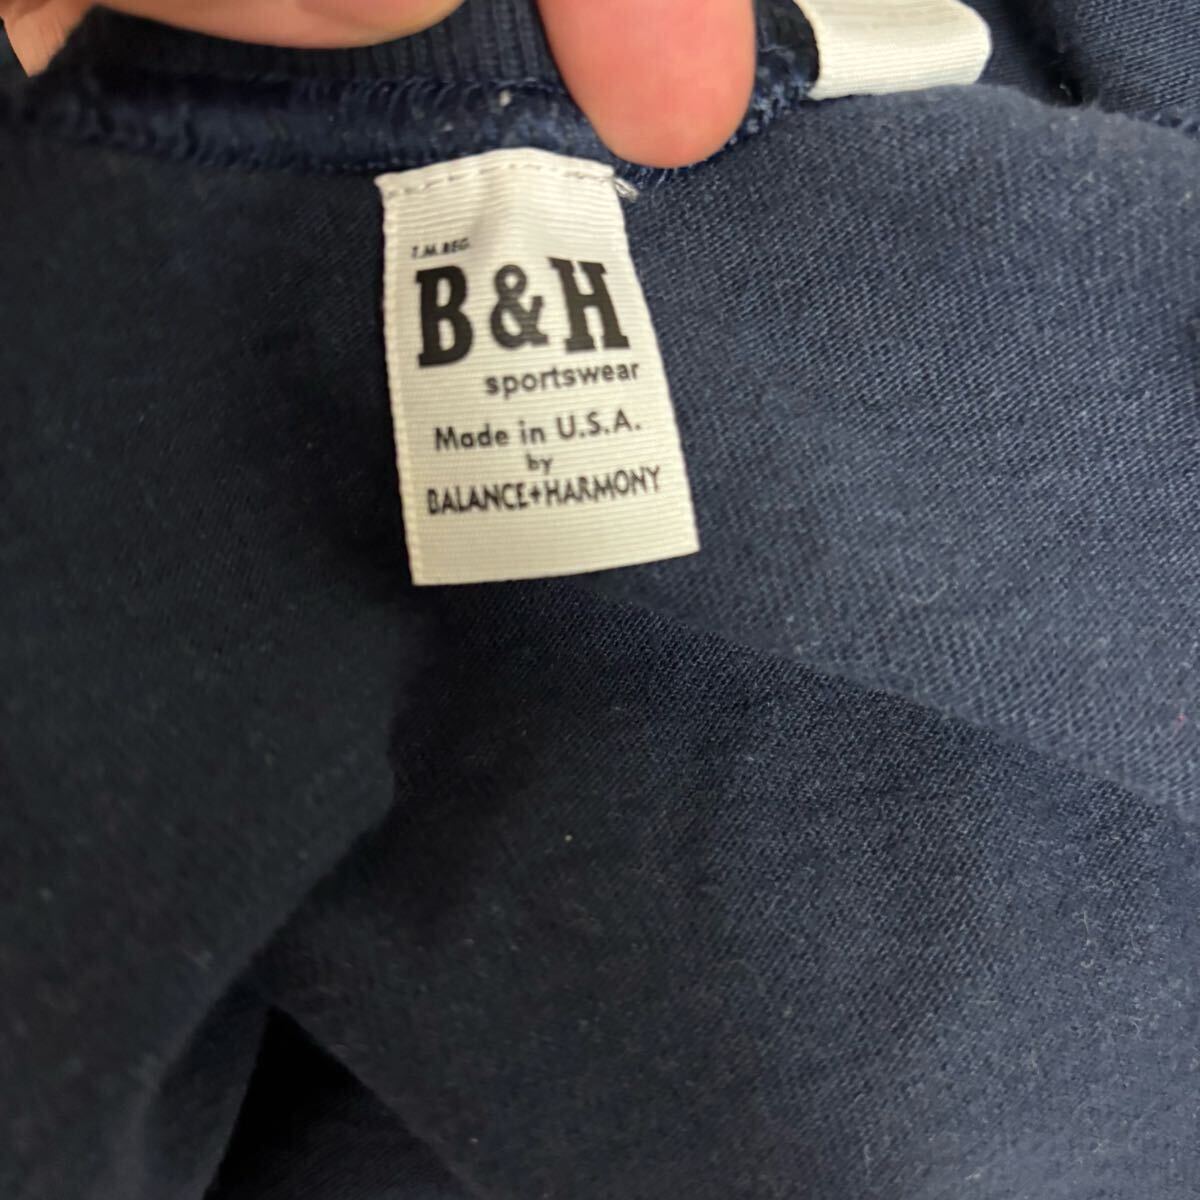 T.M. REG.
B & H
sportswear
Made in U.S.A.
by
BALANCE+HARMONY